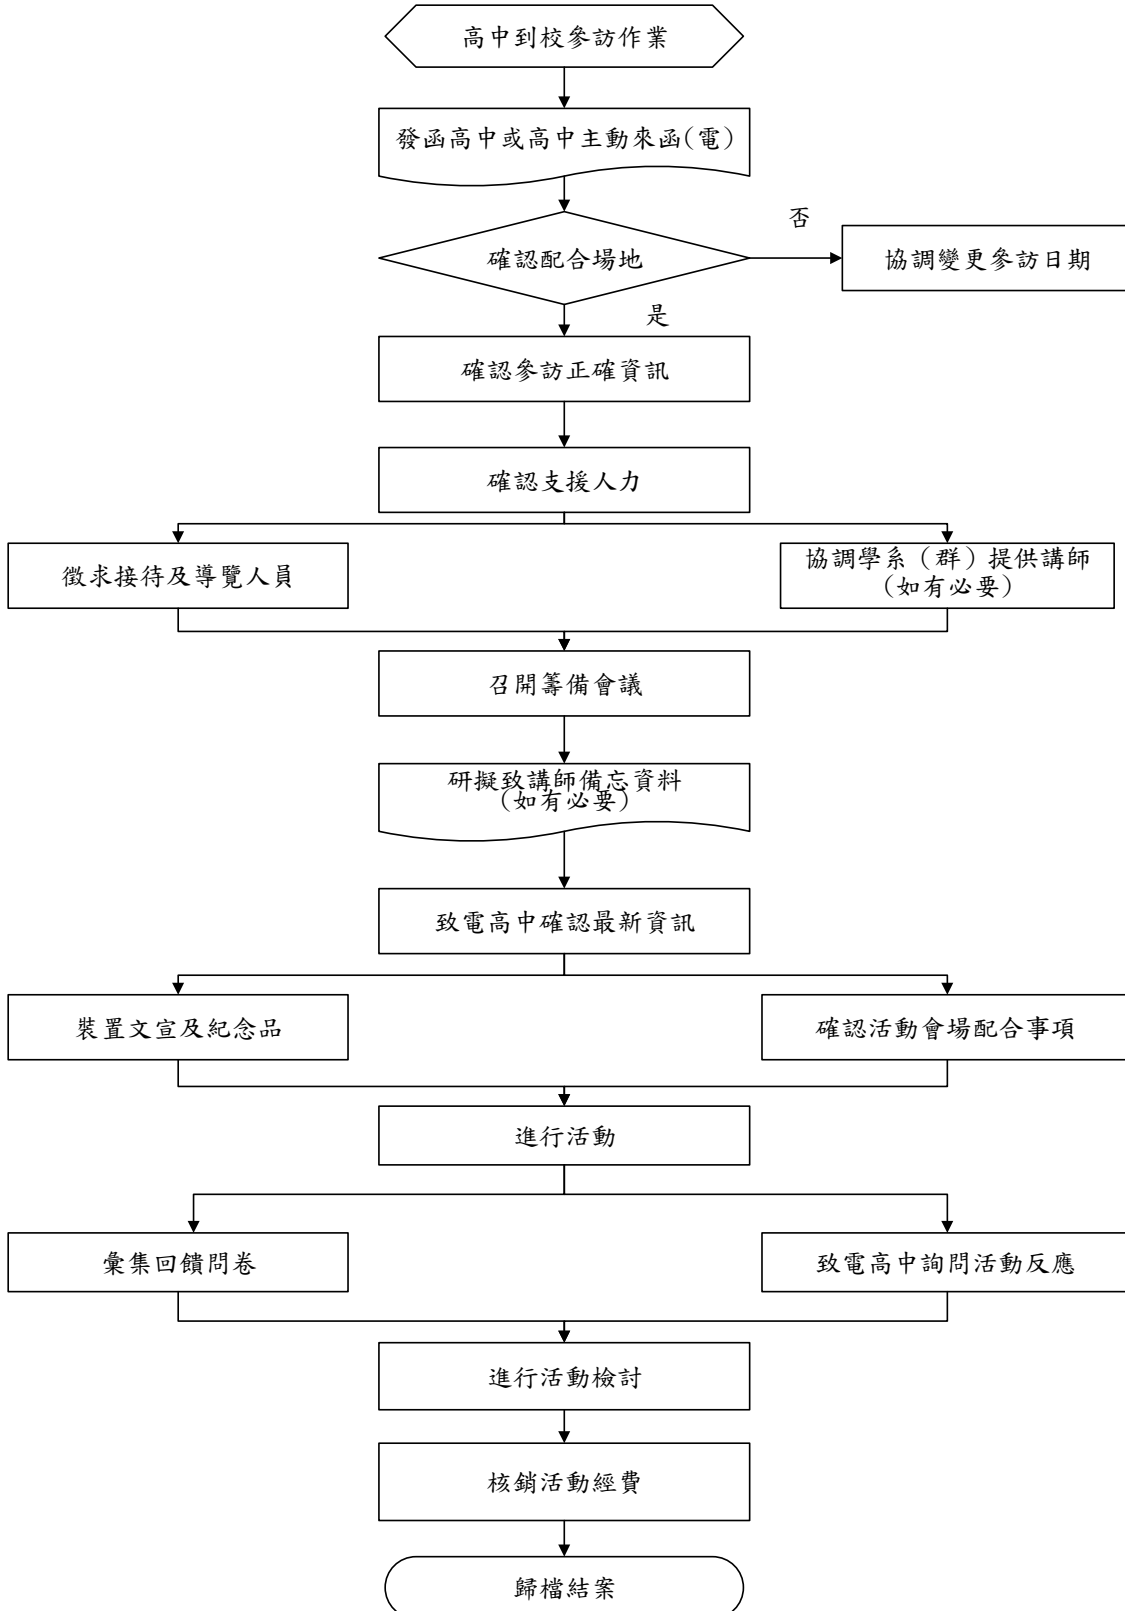 高中到校參訪作業
發函高中或高中主動來函(電)
否
確認配合場地
協調變更參訪日期
是
確認參訪正確資訊
確認支援人力
徵求接待及導覽人員
協調學系（群）提供講師
（如有必要）
召開籌備會議
研擬致講師備忘資料
（如有必要）
致電高中確認最新資訊
裝置文宣及紀念品
確認活動會場配合事項
進行活動
彙集回饋問卷
致電高中詢問活動反應
進行活動檢討
核銷活動經費
歸檔結案